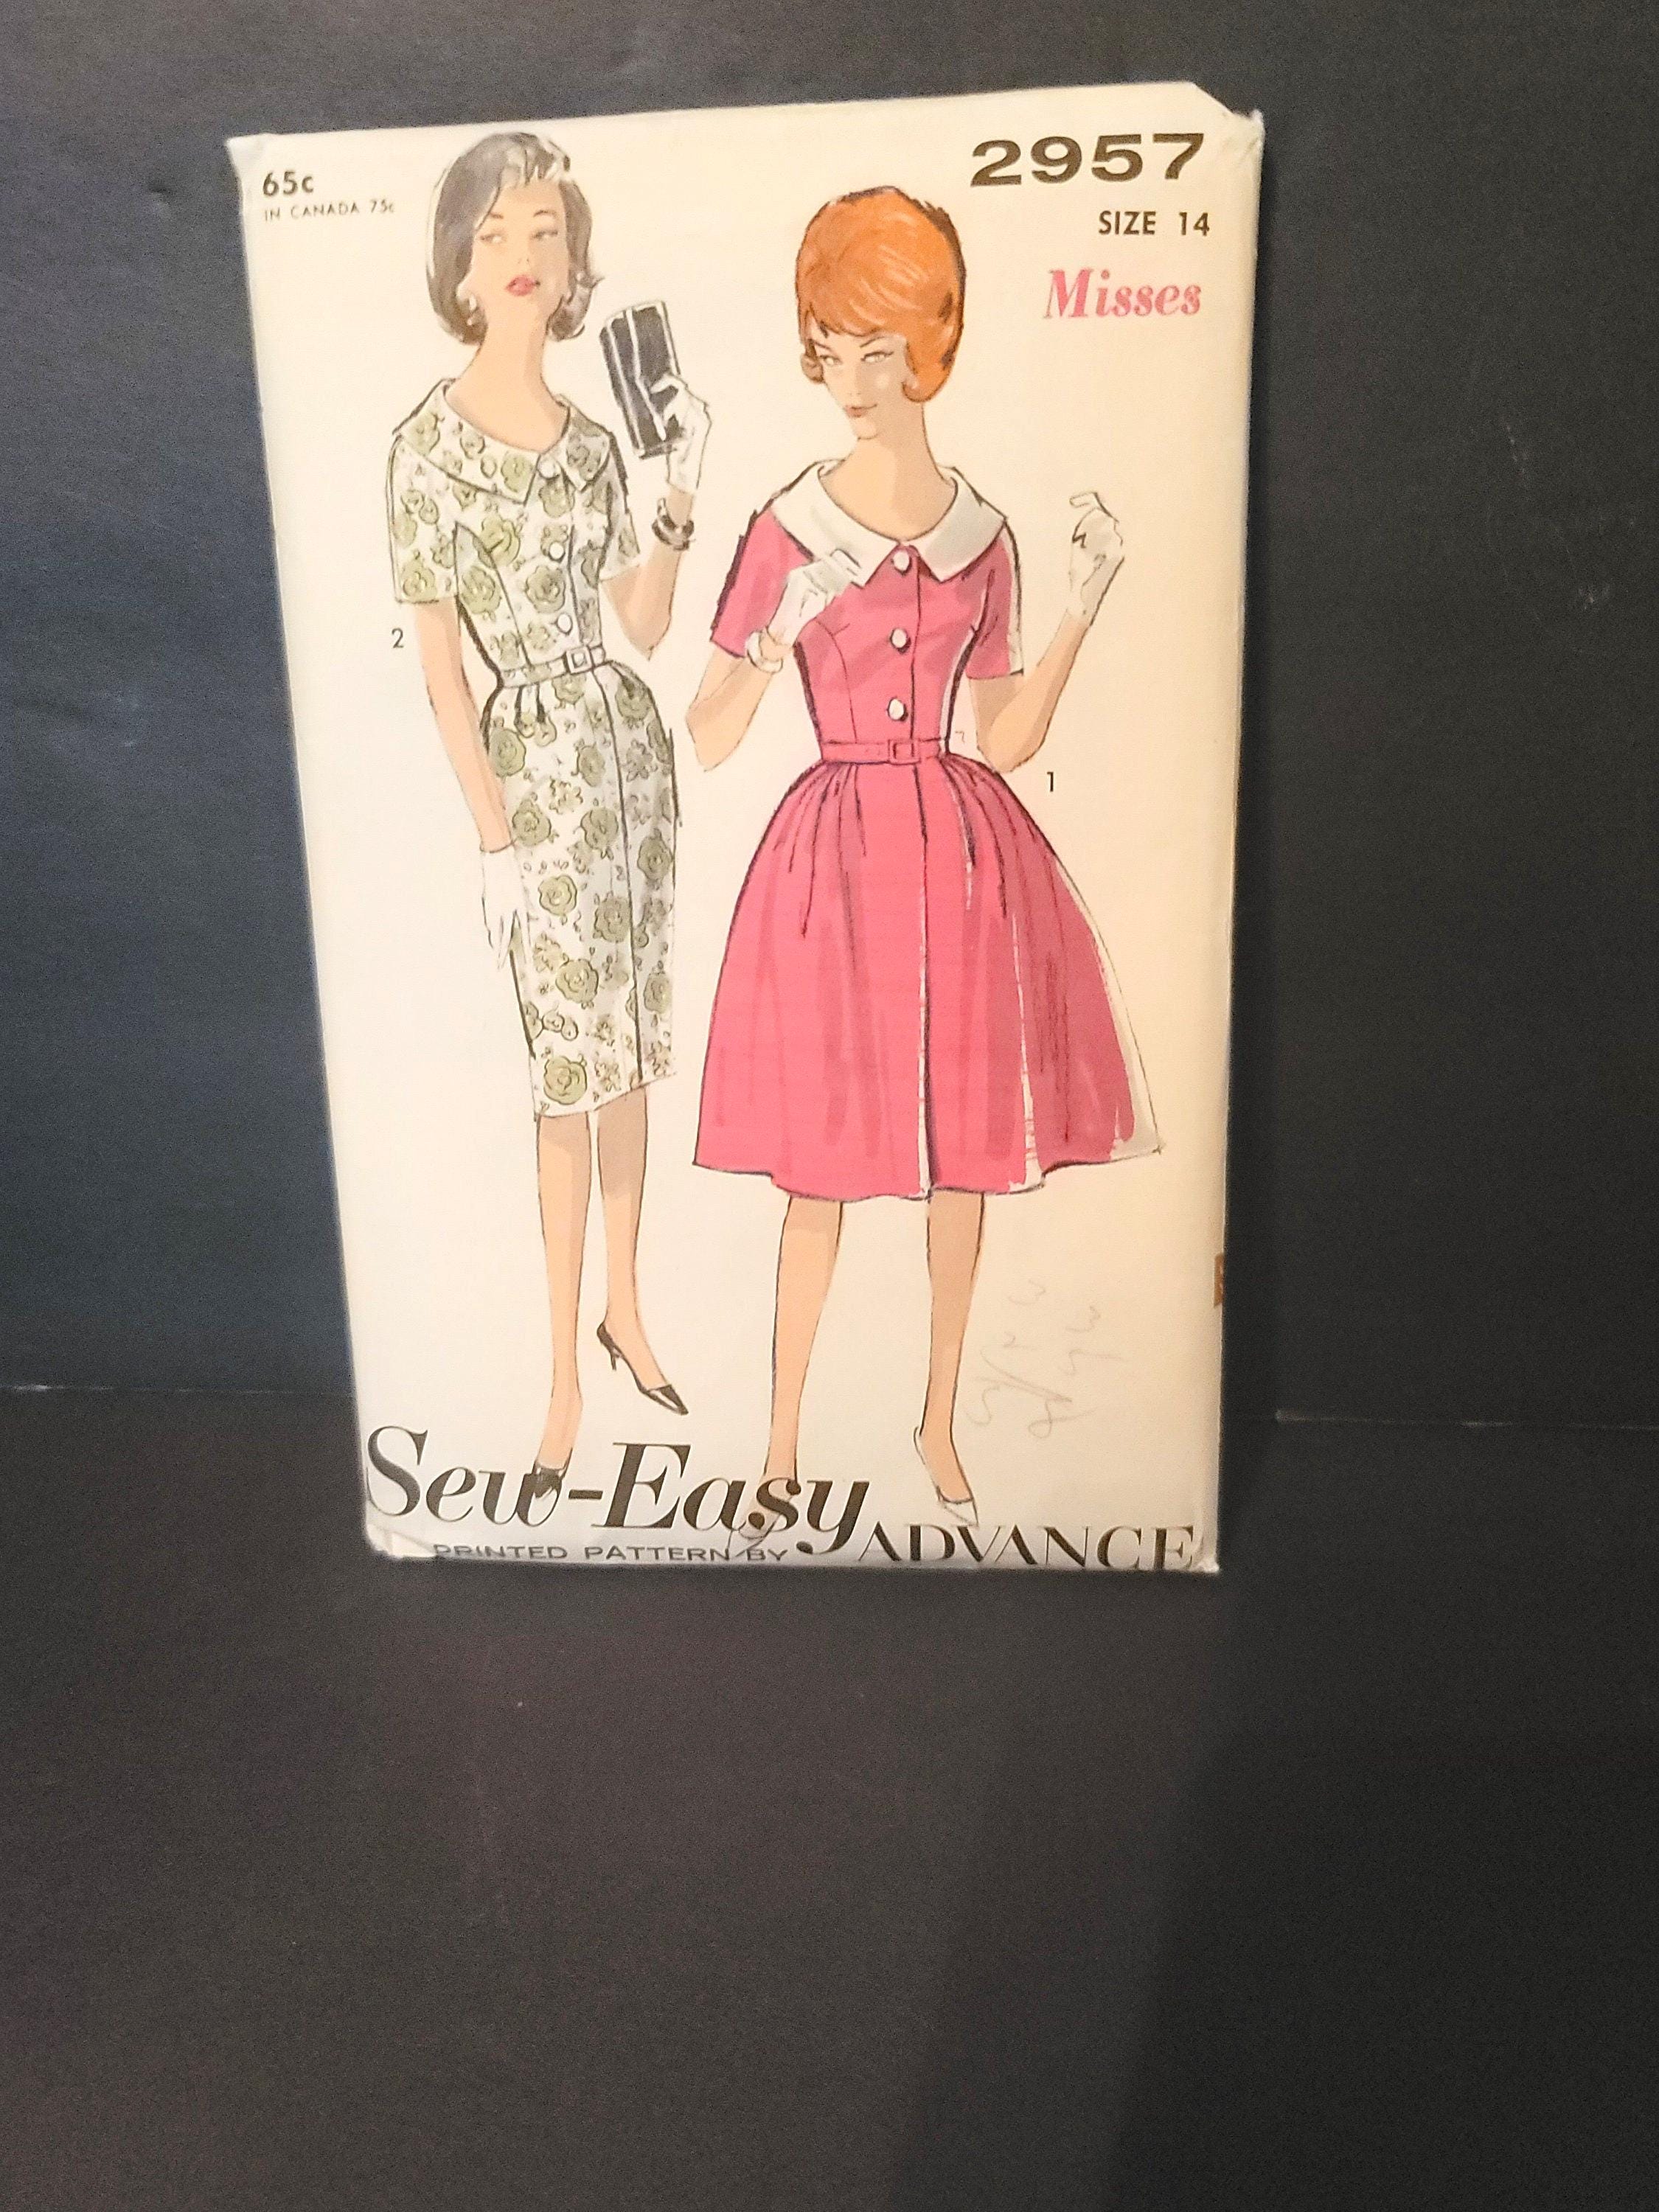 65c
IN CANADA 75c
2957
SIZE 14
Misses
2
1
Sew-Easy
PRINTED PATTERN BY ADVANCE